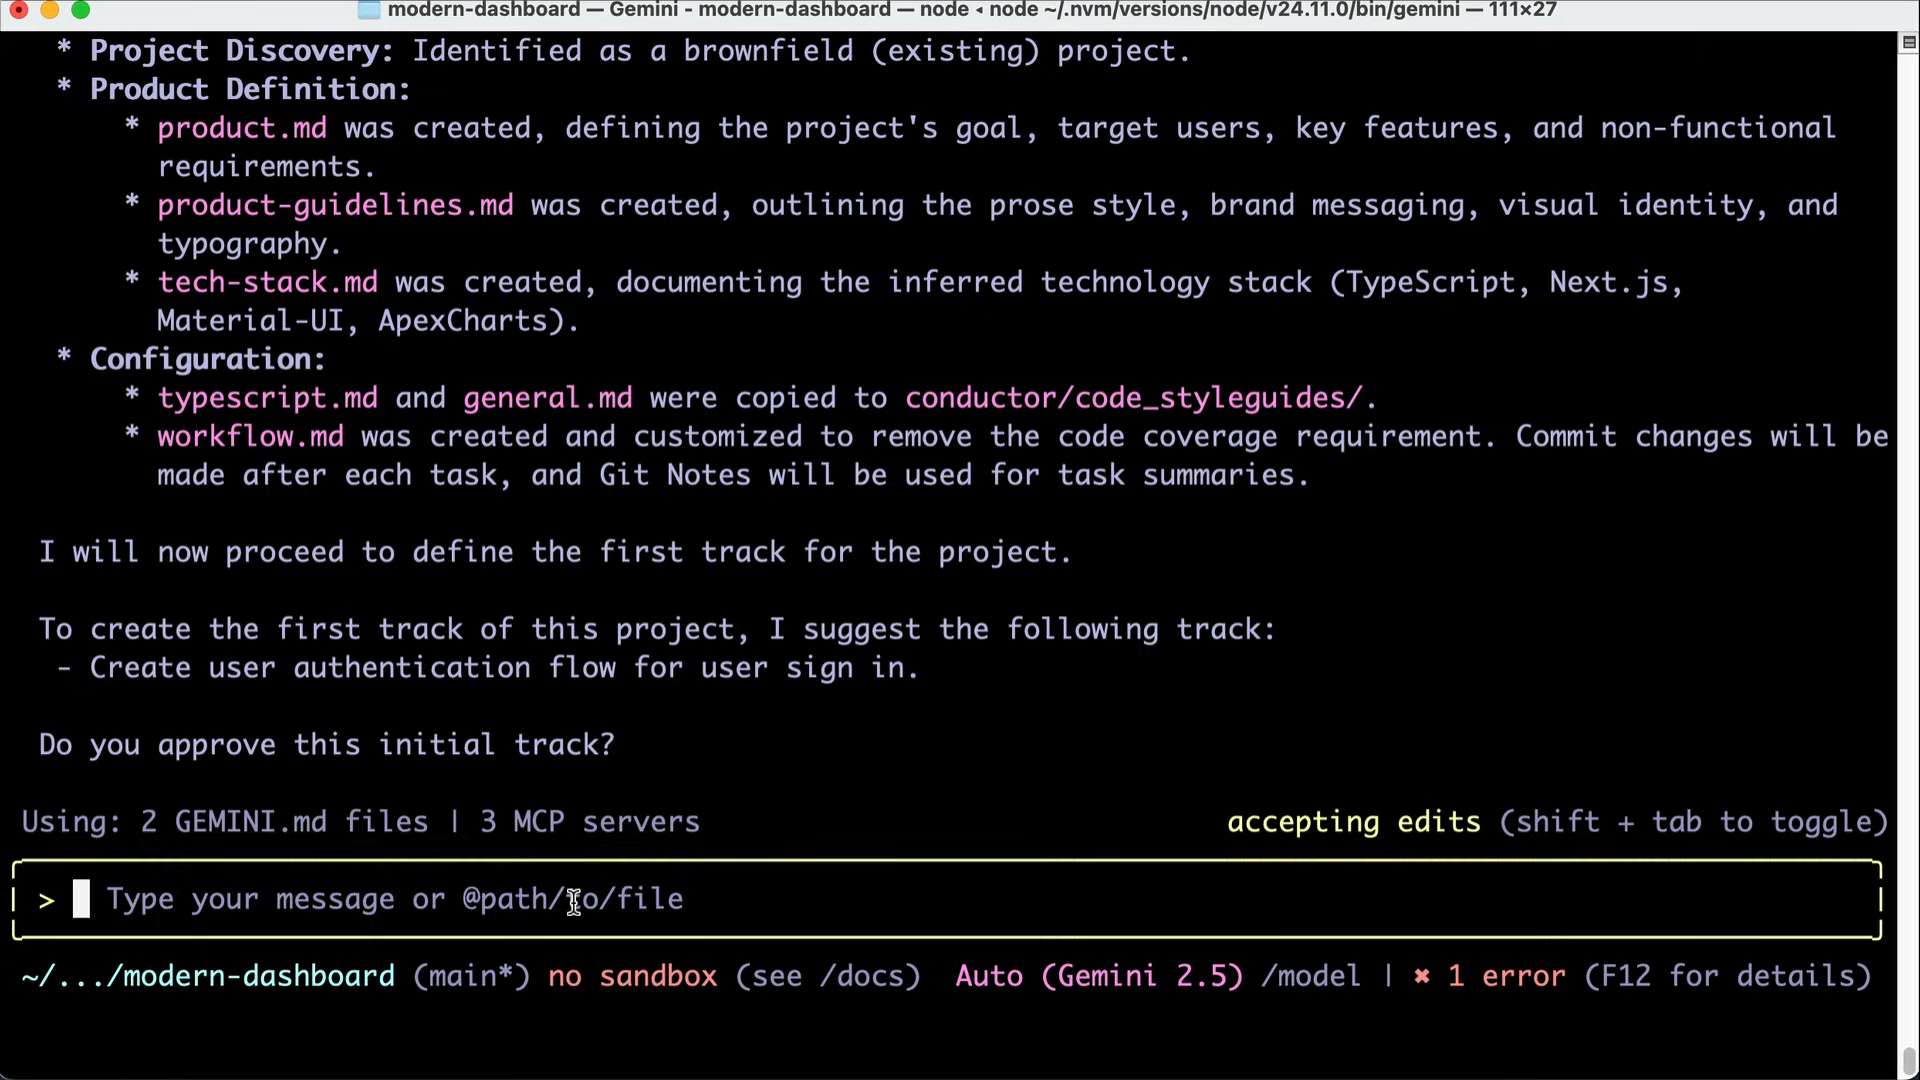 modern-dashboard — Gemini - modern-dashboard — node ◂ node ~/.nvm/versions/node/v24.11.0/bin/gemini — 111×27
* Project Discovery: Identified as a brownfield (existing) project.
* Product Definition:
* product.md was created, defining the project's goal, target users, key features, and non-functional
requirements.
* product-guidelines.md was created, outlining the prose style, brand messaging, visual identity, and
typography.
* tech-stack.md was created, documenting the inferred technology stack (TypeScript, Next.js,
Material-UI, ApexCharts).
* Configuration:
* typescript.md and general.md were copied to conductor/code_styleguides/.
* workflow.md was created and customized to remove the code coverage requirement. Commit changes will be
made after each task, and Git Notes will be used for task summaries.
I will now proceed to define the first track for the project.
To create the first track of this project, I suggest the following track:
- Create user authentication flow for user sign in.
Do you approve this initial track?
Using: 2 GEMINI.md files | 3 MCP servers accepting edits (shift + tab to toggle)
> Type your message or @path/to/file
~/.../modern-dashboard (main*) no sandbox (see /docs) Auto (Gemini 2.5) /model | ✖ 1 error (F12 for details)